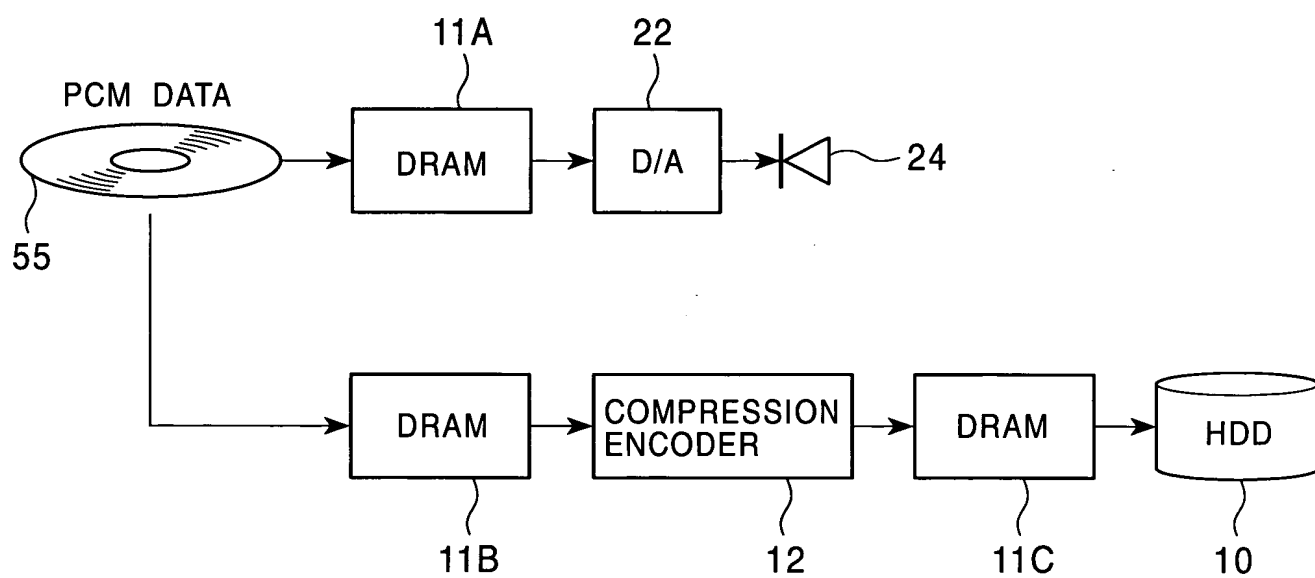 11A
22
PCM DATA
DRAM
D/A
24
55
DRAM
COMPRESSION
ENCODER
DRAM
HDD
11B
12
11C
10